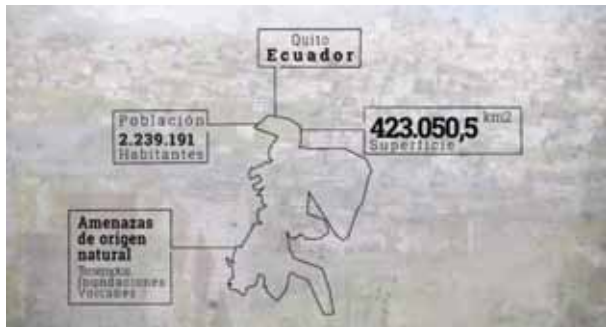 Quito
Ecuador
Población
2.239.191
Habitantes
423.050,5 km2
Superficie
Amenazas
de origen
natural
Inundaciones
Volcanes